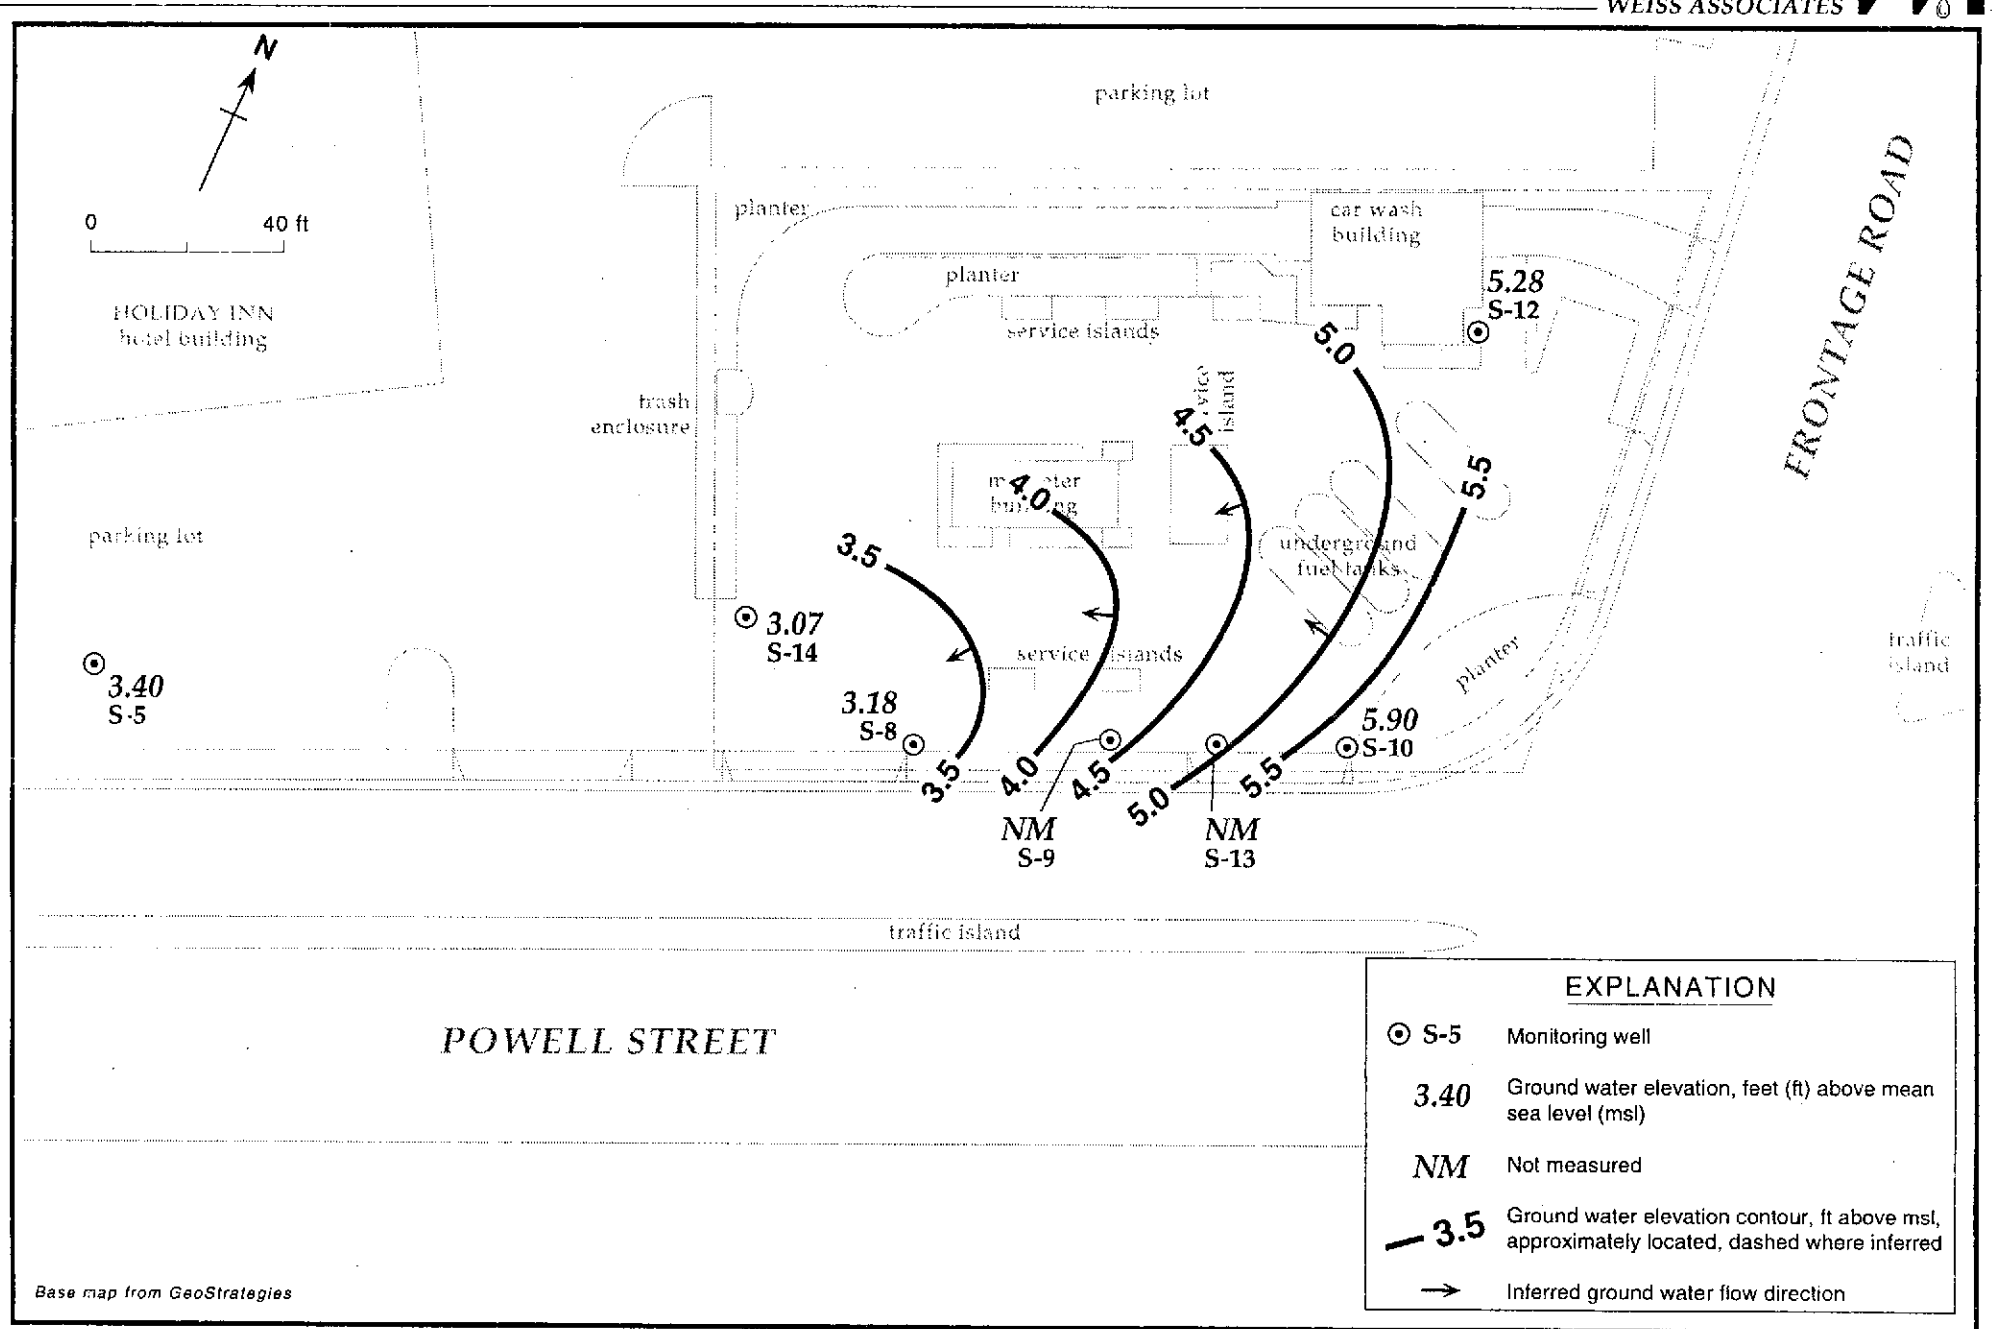 WEISS ASSOCIATES
N
0 40 ft
parking lot
planter
car wash
building
planter
5.28
S-12
HOLIDAY INN
hotel building
service islands
5.0
FRONTAGE ROAD
trash
enclosure
island
4.5
5.5
4.0
building
parking lot
3.5
underground
fuel tanks
3.07
S-14
service islands
planter
traffic
island
3.40
S-5
3.18
S-8
5.90
S-10
3.5
4.0
4.5
5.0
5.5
NM
S-9
NM
S-13
traffic island
POWELL STREET
EXPLANATION
S-5 Monitoring well
3.40 Ground water elevation, feet (ft) above mean
sea level (msl)
NM Not measured
3.5 Ground water elevation contour, ft above msl,
approximately located, dashed where inferred
Inferred ground water flow direction
Base map from GeoStrategies